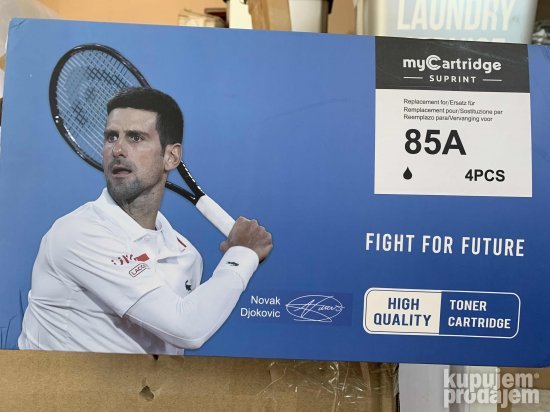 LAUNDRY
myCartridge
SUPRINT
Replacement for/Ersatz für
Remplacement pour/Sostituzione per
Reemplazo para/Vervanging voor
85A
4PCS
FIGHT FOR FUTURE
Novak
Djokovic
HIGH
QUALITY
TONER
CARTRIDGE
LACOSTE
kupujem
prodajem